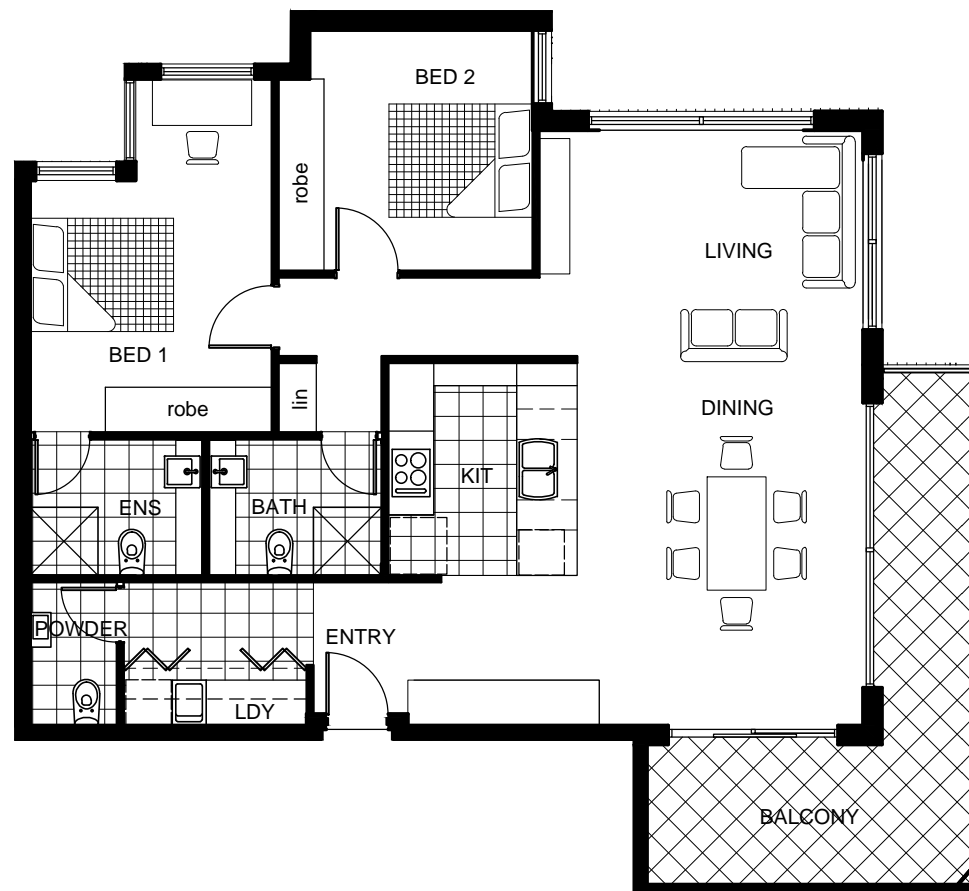 BED 2
robe
LIVING
BED 1
robe
lin
DINING
KIT
ENS
BATH
POWDER
ENTRY
LDY
BALCONY